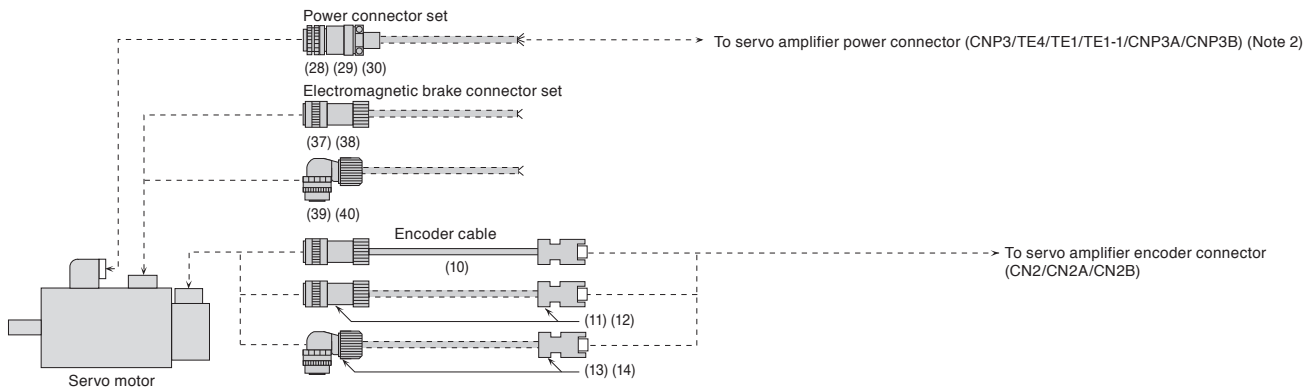 Power connector set
To servo amplifier power connector (CNP3/TE4/TE1/TE1-1/CNP3A/CNP3B) (Note 2)
(28) (29) (30)
Electromagnetic brake connector set
(37) (38)
(39) (40)
Encoder cable
(10)
To servo amplifier encoder connector
(CN2/CN2A/CN2B)
(11) (12)
(13) (14)
Servo motor